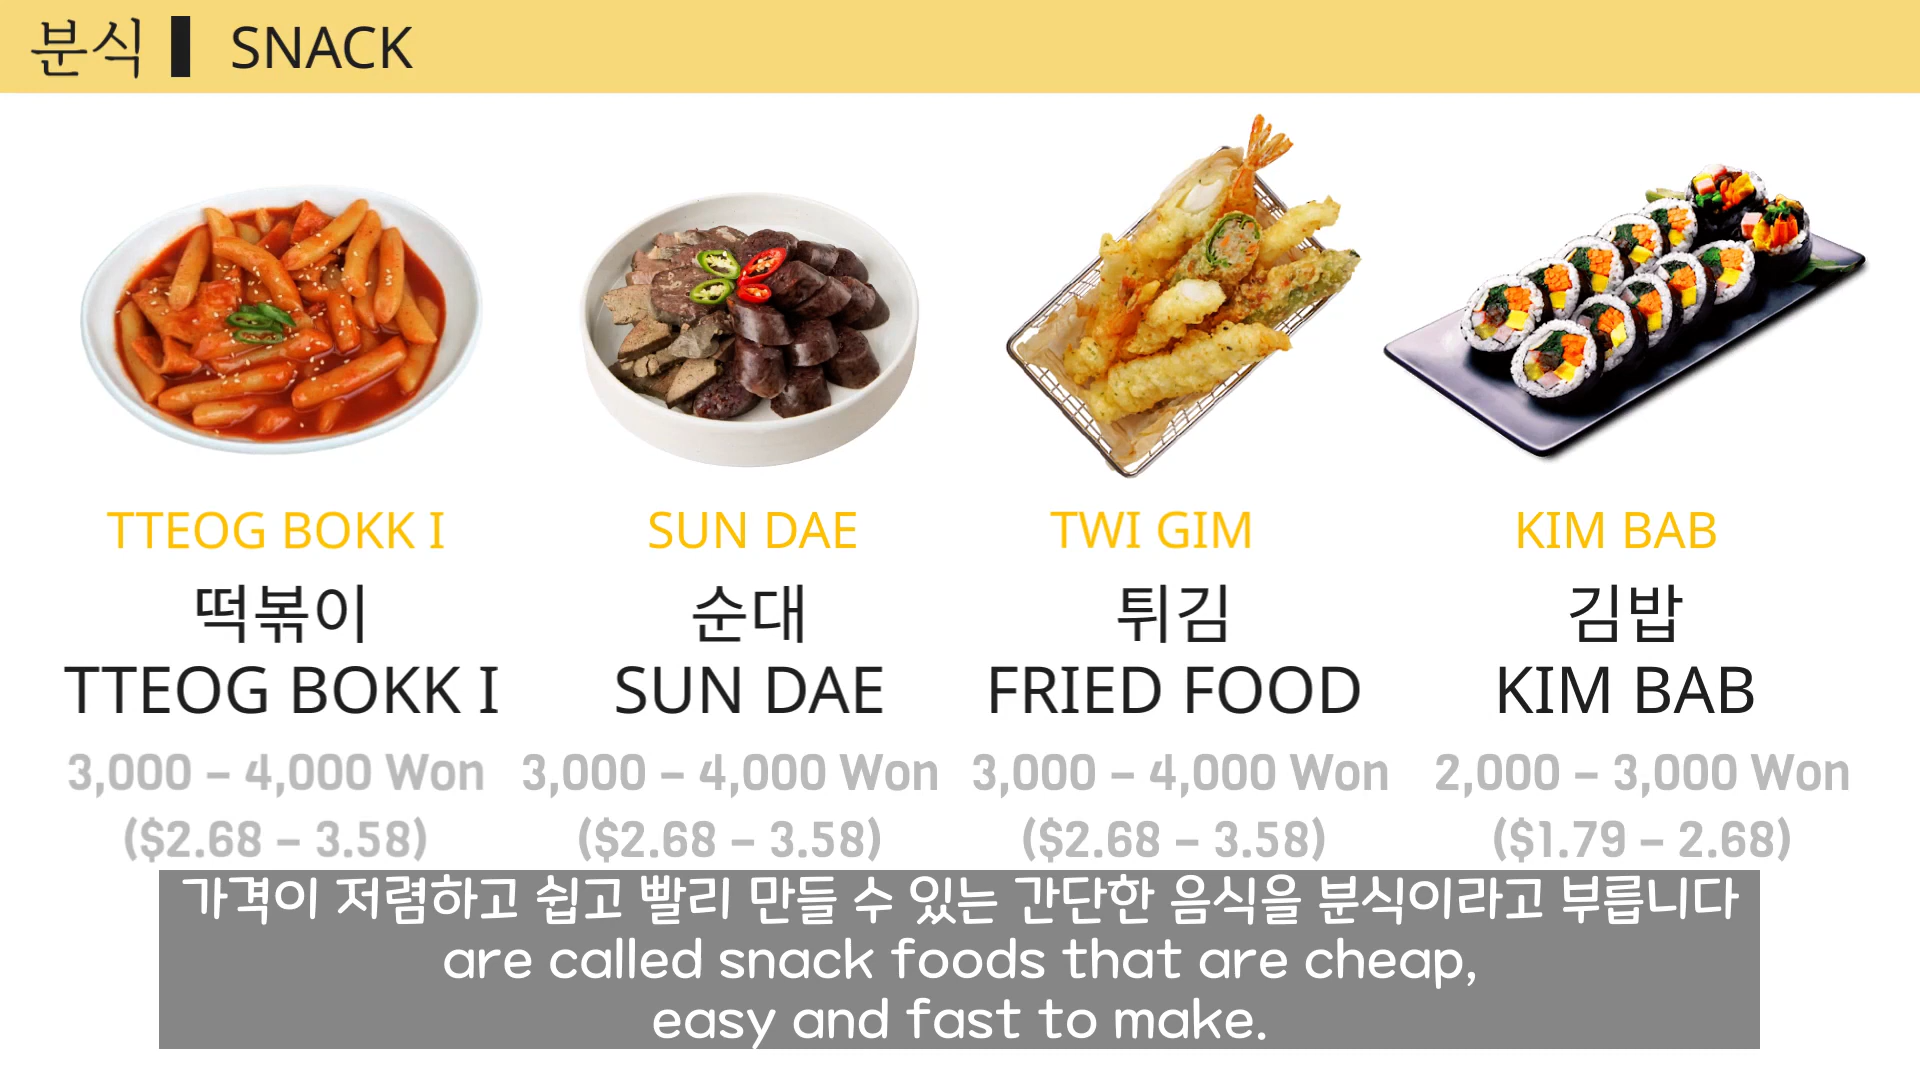 분식 ▌ SNACK
TTEOG BOKK I
떡볶이
TTEOG BOKK I
3,000 – 4,000 Won
($2.68 – 3.58)
SUN DAE
순대
SUN DAE
3,000 – 4,000 Won
($2.68 – 3.58)
TWI GIM
튀김
FRIED FOOD
3,000 – 4,000 Won
($2.68 – 3.58)
KIM BAB
김밥
KIM BAB
2,000 – 3,000 Won
($1.79 – 2.68)
가격이 저렴하고 쉽고 빨리 만들 수 있는 간단한 음식을 분식이라고 부릅니다
are called snack foods that are cheap,
easy and fast to make.